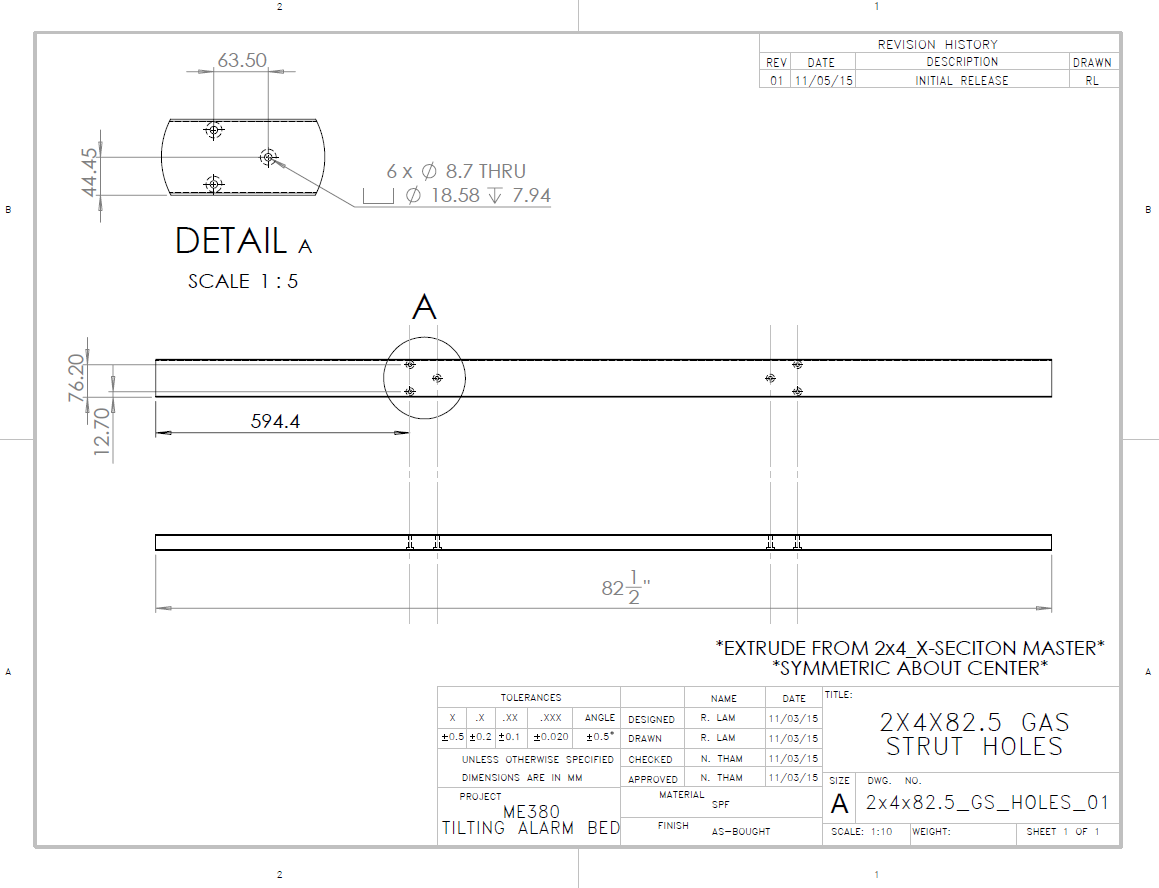 2
1
REVISION HISTORY
REV DATE DESCRIPTION DRAWN
01 11/05/15 INITIAL RELEASE RL
63.50
44.45
6 x ∅ 8.7 THRU
⌴ ∅ 18.58 ↧ 7.94
B
B
DETAIL A
SCALE 1 : 5
A
76.20
12.70
594.4
82 1/2"
*EXTRUDE FROM 2x4_X-SECITON MASTER*
*SYMMETRIC ABOUT CENTER*
A
A
TOLERANCES
X .X .XX .XXX ANGLE
±0.5 ±0.2 ±0.1 ±0.020 ±0.5°
UNLESS OTHERWISE SPECIFIED
DIMENSIONS ARE IN MM
PROJECT
ME380
TILTING ALARM BED
NAME DATE
DESIGNED R. LAM 11/03/15
DRAWN R. LAM 11/03/15
CHECKED N. THAM 11/03/15
APPROVED N. THAM 11/03/15
MATERIAL
SPF
FINISH AS-BOUGHT
TITLE:
2X4X82.5 GAS
STRUT HOLES
SIZE DWG. NO.
A 2x4x82.5_GS_HOLES_01
SCALE: 1:10 WEIGHT: SHEET 1 OF 1
2
1